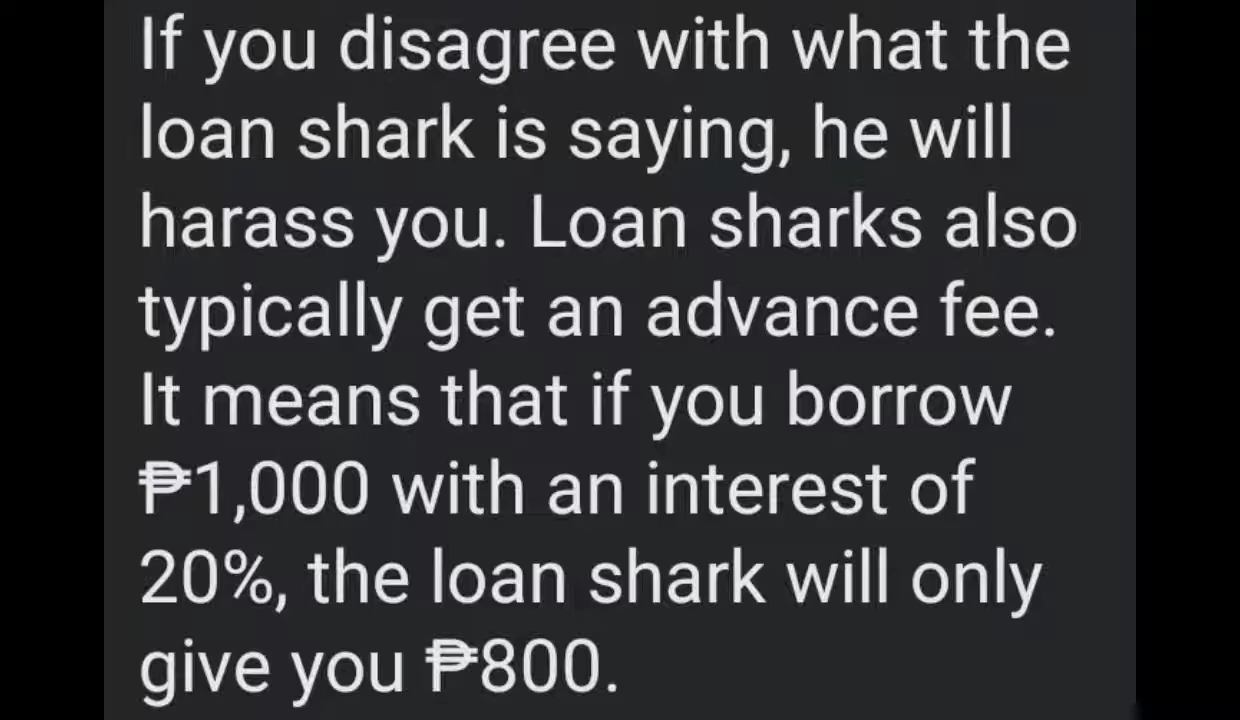 If you disagree with what the
loan shark is saying, he will
harass you. Loan sharks also
typically get an advance fee.
It means that if you borrow
₱1,000 with an interest of
20%, the loan shark will only
give you ₱800.